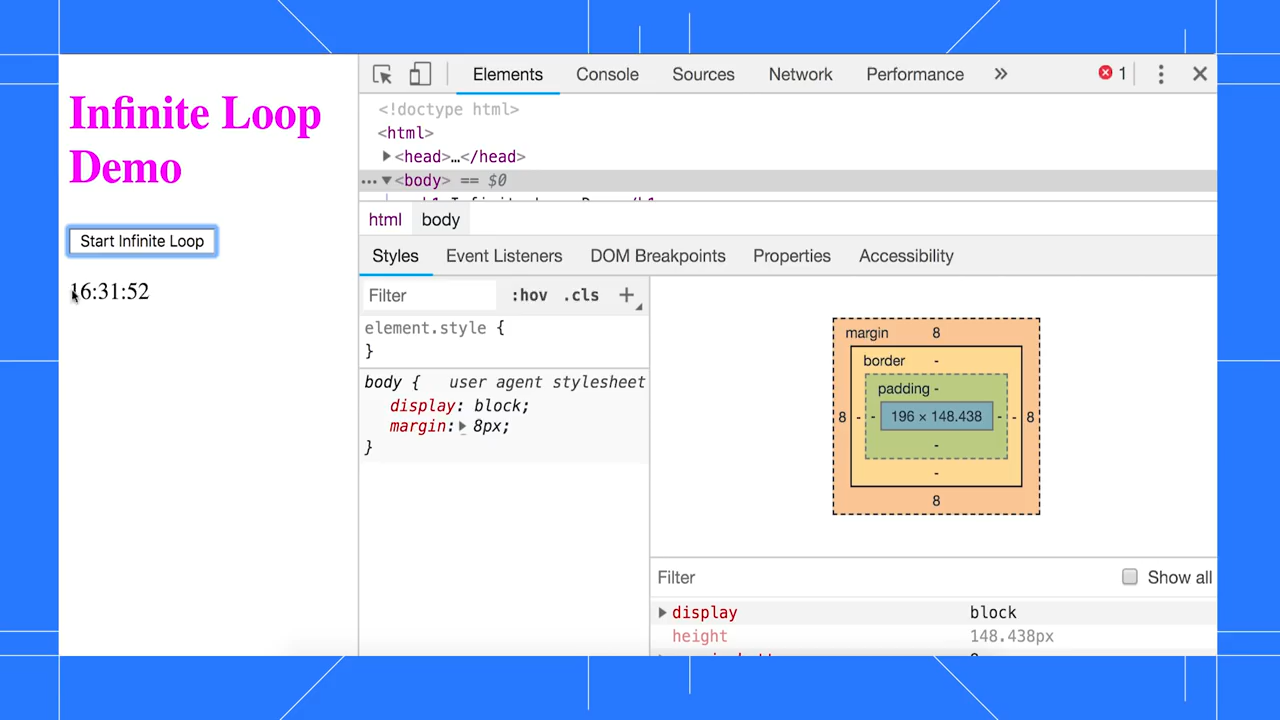 Infinite Loop
Demo
Start Infinite Loop
16:31:52
Elements Console Sources Network Performance » 1
<!doctype html>
<html>
▶<head>…</head>
…▼<body> == $0
html body
Styles Event Listeners DOM Breakpoints Properties Accessibility
Filter :hov .cls +
element.style {
}
body { user agent stylesheet
display: block;
margin:▶ 8px;
}
margin 8
border -
padding -
8 - - 196 × 148.438 - - 8
-
-
8
Filter Show all
▶ display block
height 148.438px